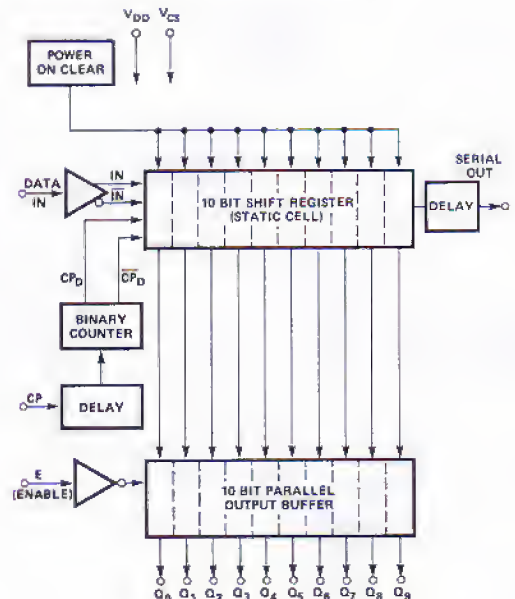 V_DD V_CS
POWER
ON CLEAR
DATA
IN
IN
IN̅
10 BIT SHIFT REGISTER
(STATIC CELL)
SERIAL
OUT
DELAY
CP_D
C̅P̅_D
BINARY
COUNTER
CP
DELAY
E
(ENABLE)
10 BIT PARALLEL
OUTPUT BUFFER
Q₀ Q₁ Q₂ Q₃ Q₄ Q₅ Q₆ Q₇ Q₈ Q₉